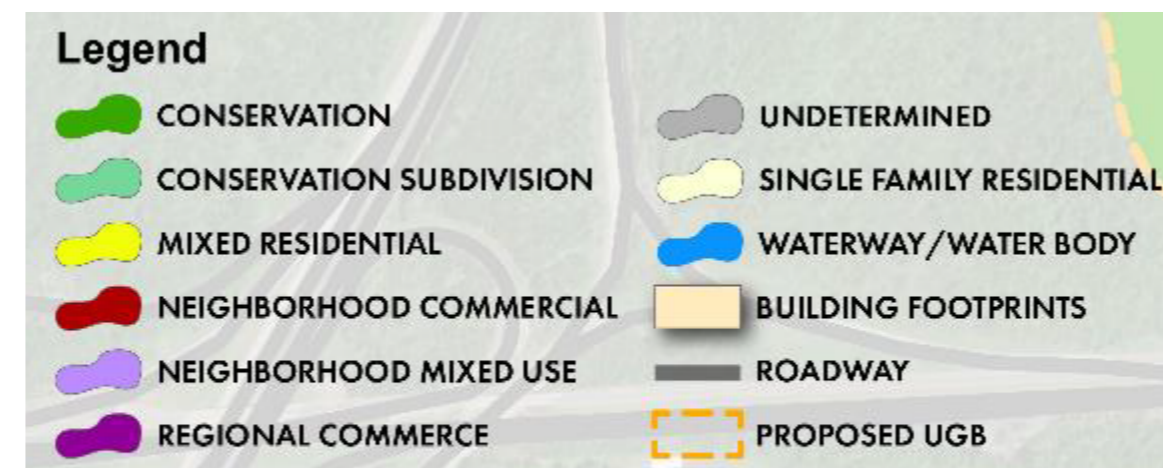 Legend
CONSERVATION
CONSERVATION SUBDIVISION
MIXED RESIDENTIAL
NEIGHBORHOOD COMMERCIAL
NEIGHBORHOOD MIXED USE
REGIONAL COMMERCE
UNDETERMINED
SINGLE FAMILY RESIDENTIAL
WATERWAY/WATER BODY
BUILDING FOOTPRINTS
ROADWAY
PROPOSED UGB